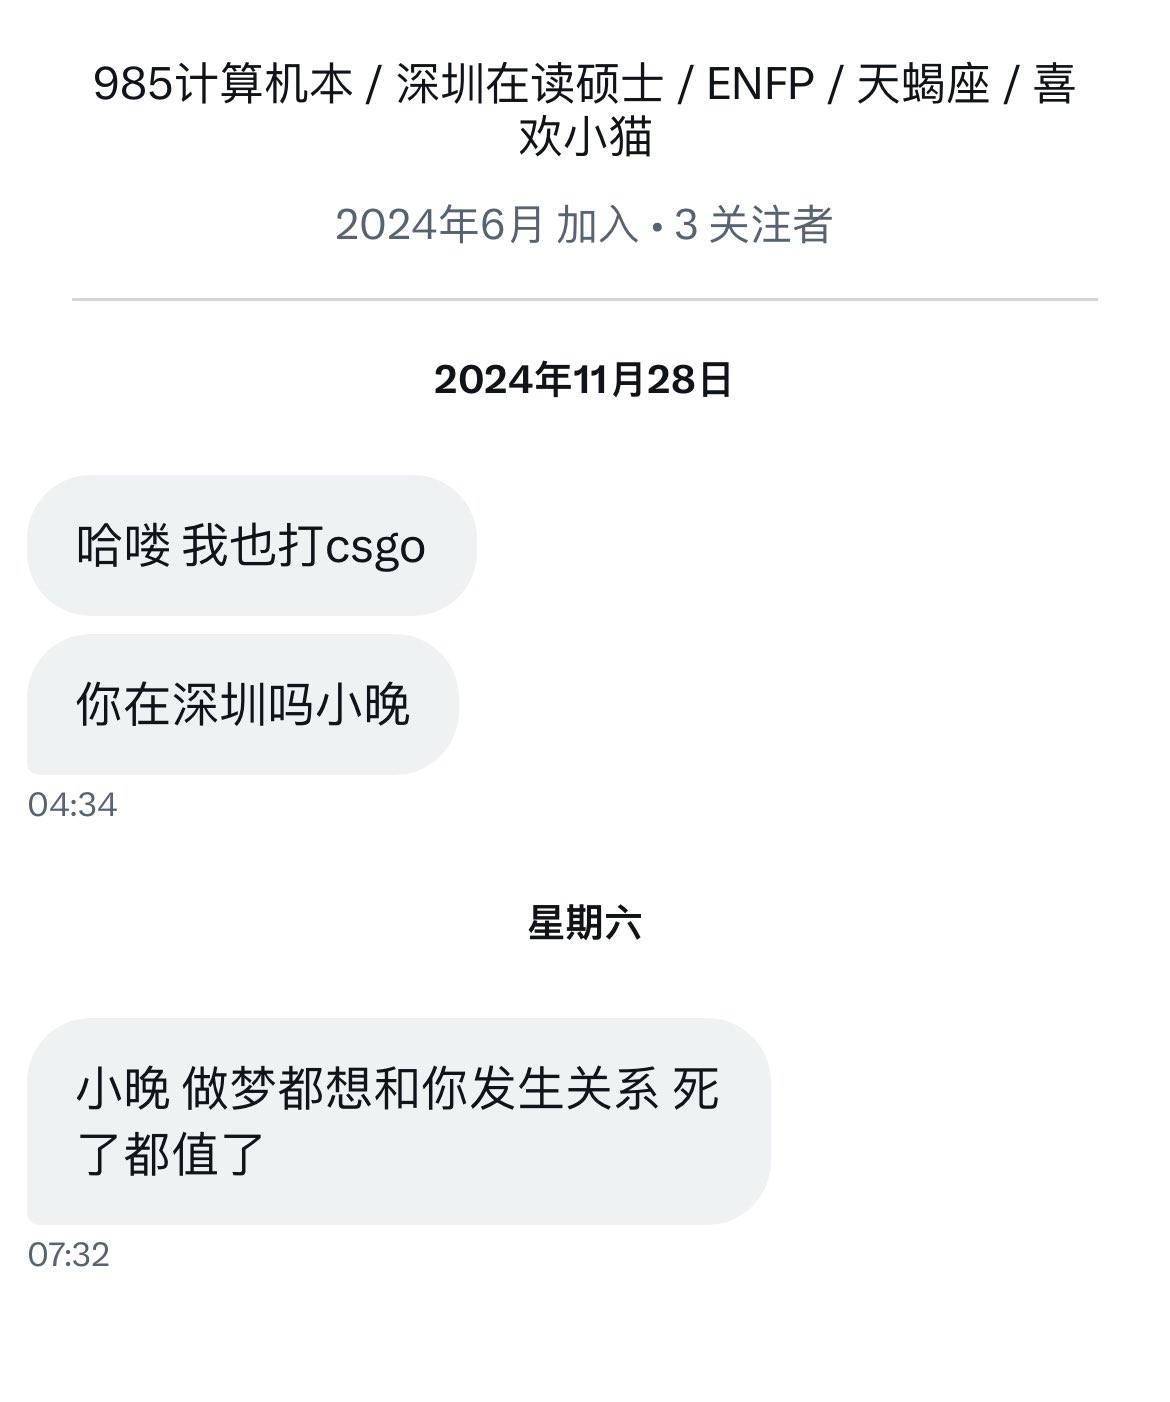 985计算机本 / 深圳在读硕士 / ENFP / 天蝎座 / 喜
欢小猫
2024年6月 加入 • 3 关注者
2024年11月28日
哈喽 我也打csgo
你在深圳吗小晚
04:34
星期六
小晚 做梦都想和你发生关系 死
了都值了
07:32